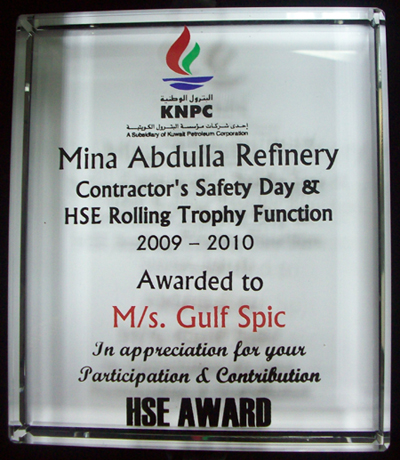 البترول الوطنية
KNPC
إحدى شركات مؤسسة البترول الكويتية
A Subsidiary of Kuwait Petroleum Corporation
Mina Abdulla Refinery
Contractor's Safety Day &
HSE Rolling Trophy Function
2009 – 2010
Awarded to
M/s. Gulf Spic
In appreciation for your
Participation & Contribution
HSE AWARD